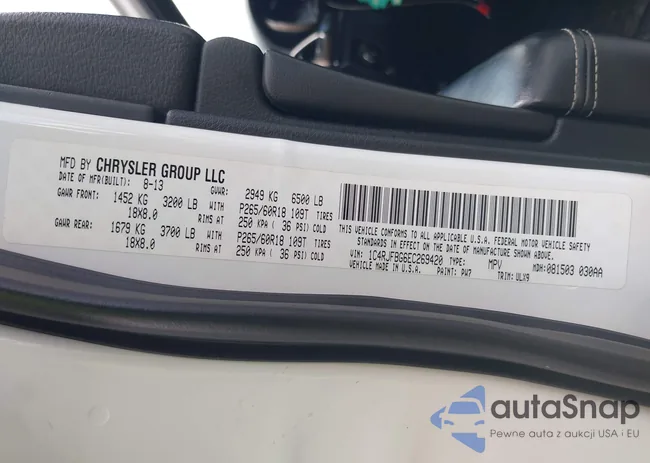 MFD BY CHRYSLER GROUP LLC
DATE OF MFR(BUILT): 8-13 GVWR: 2949 KG 6500 LB
GAWR FRONT: 1452 KG 3200 LB WITH P265/60R18 109T TIRES
18X8.0 RIMS AT 250 KPA ( 36 PSI) COLD
GAWR REAR: 1679 KG 3700 LB WITH P265/60R18 109T TIRES
18X8.0 RIMS AT 250 KPA ( 36 PSI) COLD
THIS VEHICLE CONFORMS TO ALL APPLICABLE U.S.A. FEDERAL MOTOR VEHICLE
SAFETY STANDARDS IN EFFECT ON THE DATE OF MANUFACTURE SHOWN ABOVE.
VIN: 1C4RJFBG6EC269420 TYPE: MPV MDH: 081503 030AA
VEHICLE MADE IN U.S.A. PAINT: PW7 TRIM: ULX9
autaSnap
Pewne auta z aukcji USA i EU